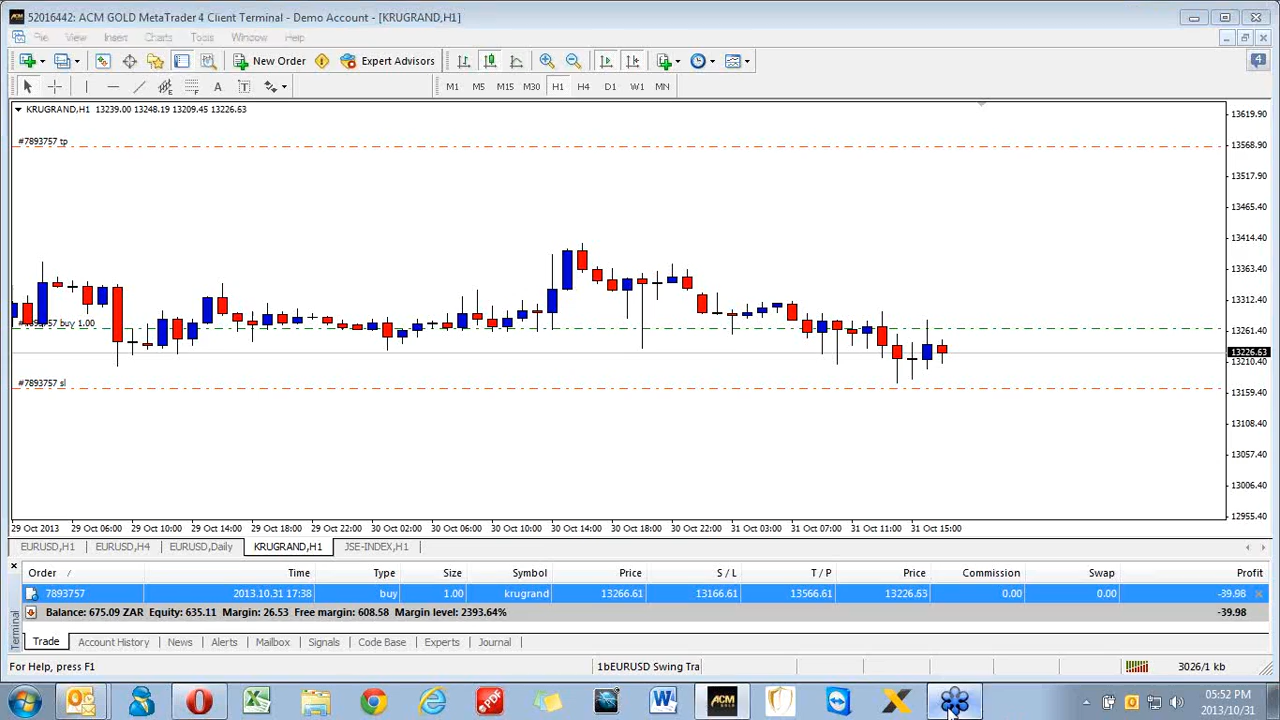 52016442: ACM GOLD MetaTrader 4 Client Terminal - Demo Account - [KRUGRAND,H1]
File View Insert Charts Tools Window Help
New Order Expert Advisors 4
A T M1 M5 M15 M30 H1 H4 D1 W1 MN
KRUGRAND,H1 13239.00 13248.19 13209.45 13226.63
13619.90
#7893757 tp
13568.90
13517.90
13465.40
13414.40
13363.40
13312.40
#7893757 buy 1.00
13261.40
13226.63
13210.40
#7893757 sl
13159.40
13108.40
13057.40
13006.40
12955.40
29 Oct 2013 29 Oct 06:00 29 Oct 10:00 29 Oct 14:00 29 Oct 18:00 29 Oct 22:00 30 Oct 02:00 30 Oct 06:00 30 Oct 10:00 30 Oct 14:00 30 Oct 18:00 30 Oct 22:00 31 Oct 03:00 31 Oct 07:00 31 Oct 11:00 31 Oct 15:00
EURUSD,H1 EURUSD,H4 EURUSD,Daily KRUGRAND,H1 JSE-INDEX,H1
Order / Time Type Size Symbol Price S / L T / P Price Commission Swap Profit
7893757 2013.10.31 17:38 buy 1.00 krugrand 13266.61 13166.61 13566.61 13226.63 0.00 0.00 -39.98
Balance: 675.09 ZAR Equity: 635.11 Margin: 26.53 Free margin: 608.58 Margin level: 2393.64% -39.98
Terminal
Trade Account History News Alerts Mailbox Signals Code Base Experts Journal
For Help, press F1 1bEURUSD Swing Tra 3026/1 kb
PDF ACM GOLD
05:52 PM
2013/10/31